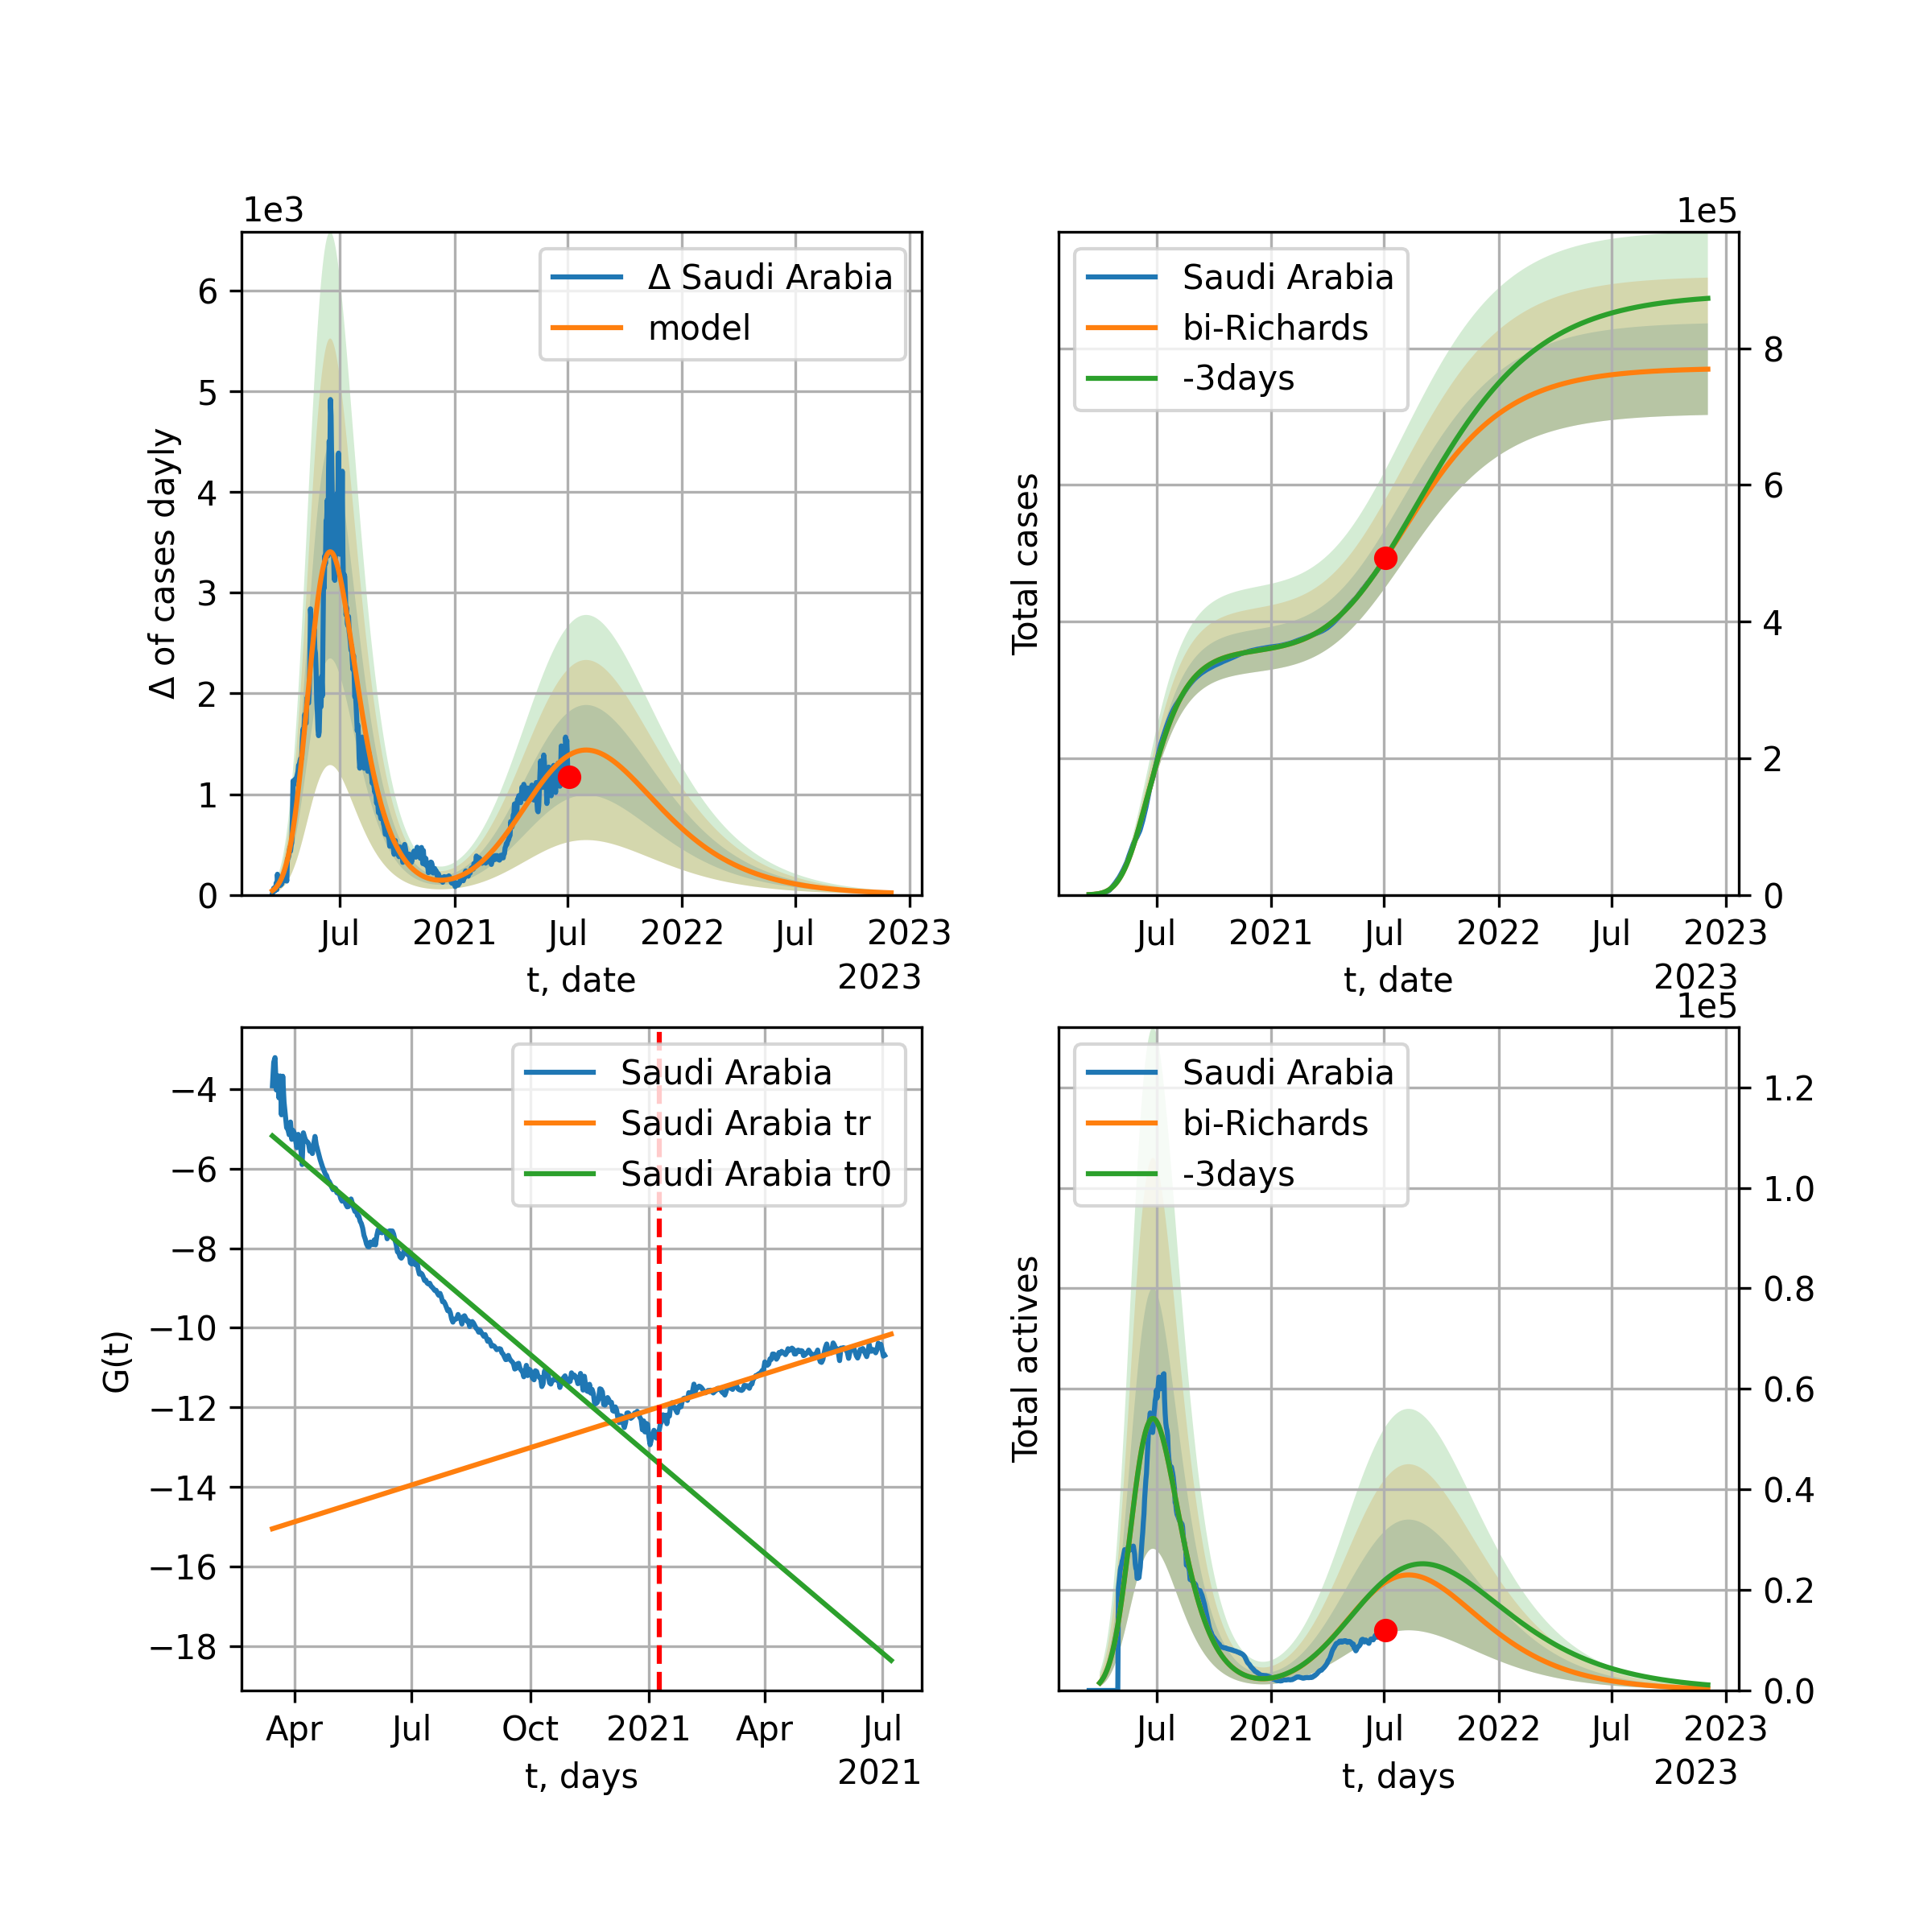 1e3
Δ of cases dayly
6
5
4
3
2
1
0
Δ Saudi Arabia
model
Jul 2021 Jul 2022 Jul 2023
t, date
2023
1e5
Total cases
Saudi Arabia
bi-Richards
-3days
8
6
4
2
0
Jul 2021 Jul 2022 Jul 2023
t, date
2023
G(t)
−4
−6
−8
−10
−12
−14
−16
−18
Saudi Arabia
Saudi Arabia tr
Saudi Arabia tr0
Apr Jul Oct 2021 Apr Jul
t, days
2021
1e5
Total actives
Saudi Arabia
bi-Richards
-3days
1.2
1.0
0.8
0.6
0.4
0.2
0.0
Jul 2021 Jul 2022 Jul 2023
t, days
2023